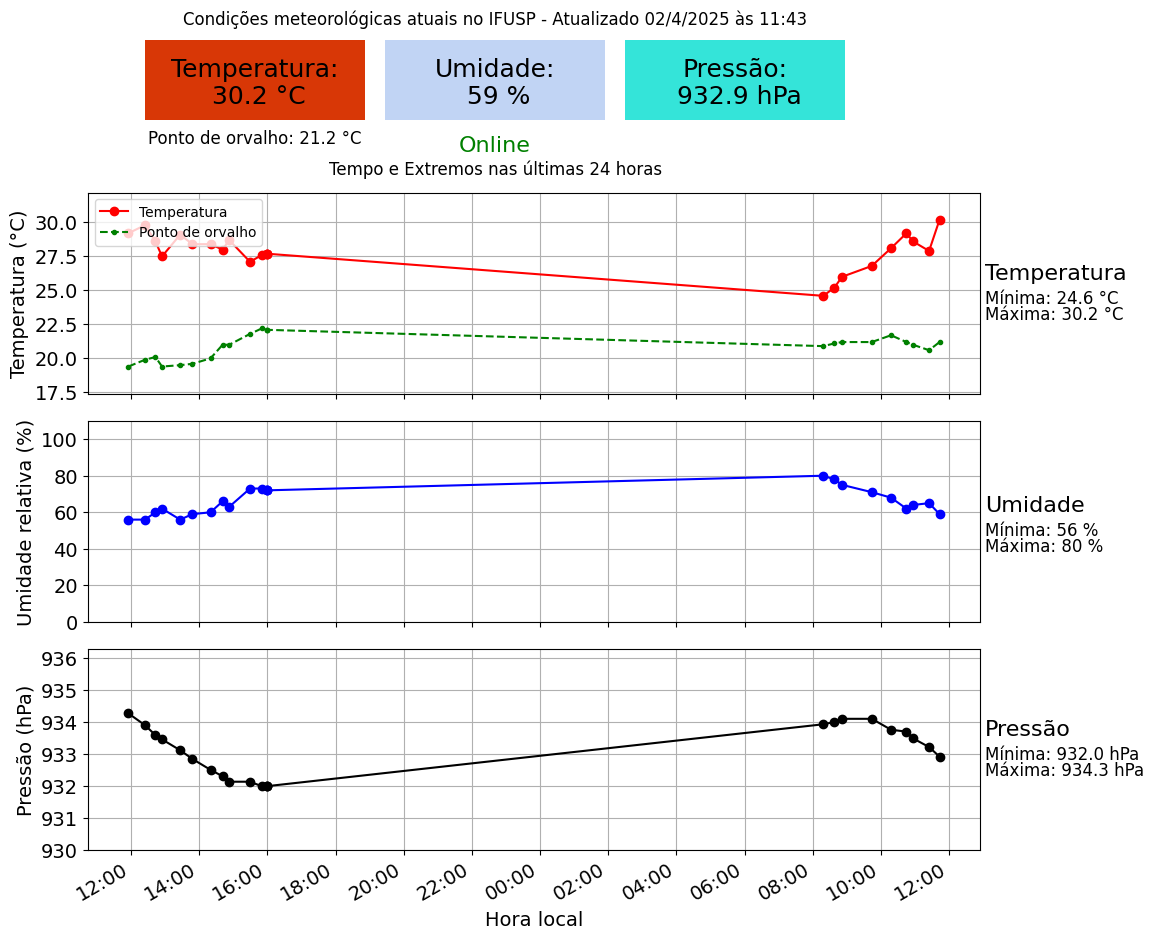 Condições meteorológicas atuais no IFUSP - Atualizado 02/4/2025 às 11:43
Temperatura:
30.2 °C
Umidade:
59 %
Pressão:
932.9 hPa
Ponto de orvalho: 21.2 °C
Online
Tempo e Extremos nas últimas 24 horas
Temperatura (°C)
30.0
27.5
25.0
22.5
20.0
17.5
Temperatura
Ponto de orvalho
Temperatura
Mínima: 24.6 °C
Máxima: 30.2 °C
Umidade relativa (%)
100
80
60
40
20
0
Umidade
Mínima: 56 %
Máxima: 80 %
Pressão (hPa)
936
935
934
933
932
931
930
Pressão
Mínima: 932.0 hPa
Máxima: 934.3 hPa
12:00
14:00
16:00
18:00
20:00
22:00
00:00
02:00
04:00
06:00
08:00
10:00
12:00
Hora local